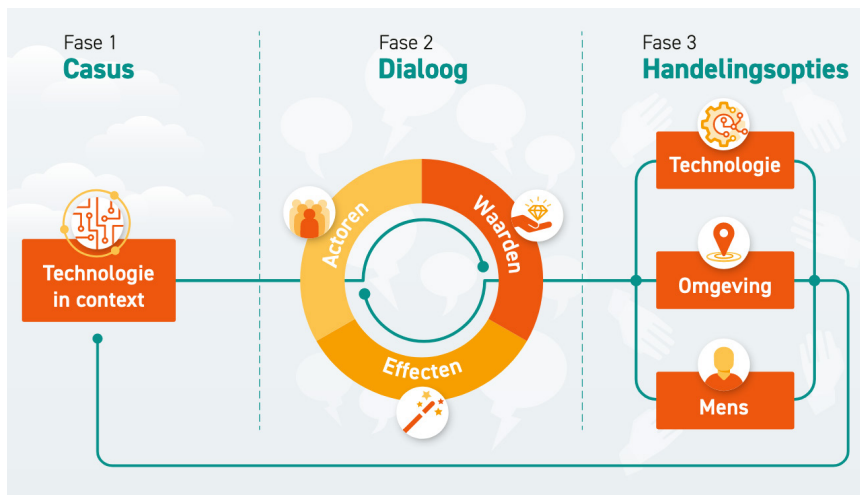 Fase 1
Casus
Technologie
in context
Fase 2
Dialoog
Actoren
Waarden
Effecten
Fase 3
Handelingsopties
Technologie
Omgeving
Mens